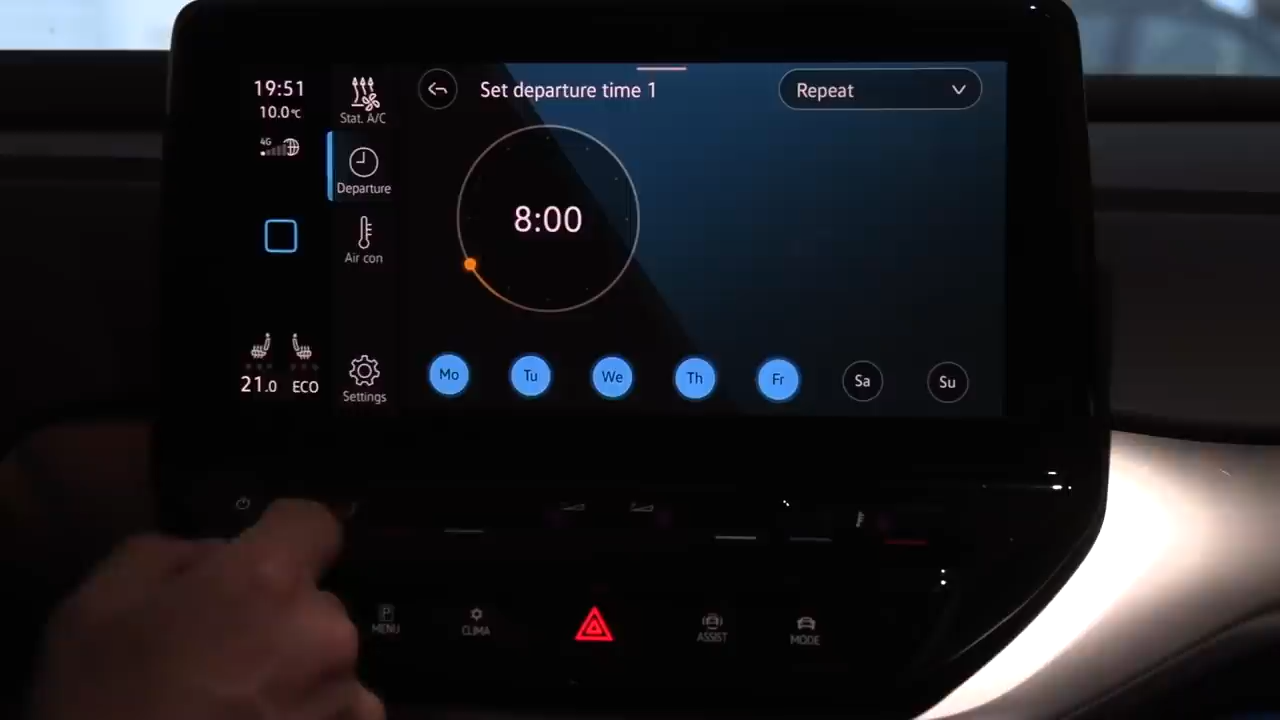 19:51
10.0°C
4G
21.0 ECO
Stat. A/C
Departure
Air con
Settings
Set departure time 1
Repeat
8:00
Mo Tu We Th Fr Sa Su
P
MENU
CLIMA
ASSIST
MODE